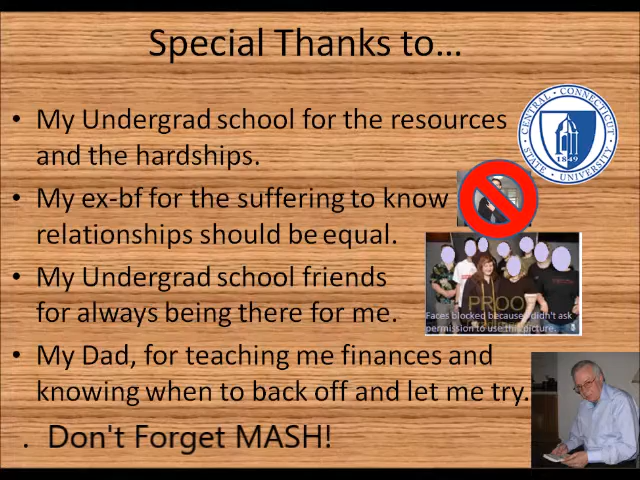 Special Thanks to…
• My Undergrad school for the resources
and the hardships.
CENTRAL CONNECTICUT
STATE UNIVERSITY
1849
• My ex-bf for the suffering to know
relationships should be equal.
• My Undergrad school friends
for always being there for me.
PROO
Faces blocked because I didn't ask
permission to use this picture.
• My Dad, for teaching me finances and
knowing when to back off and let me try.
. Don't Forget MASH!